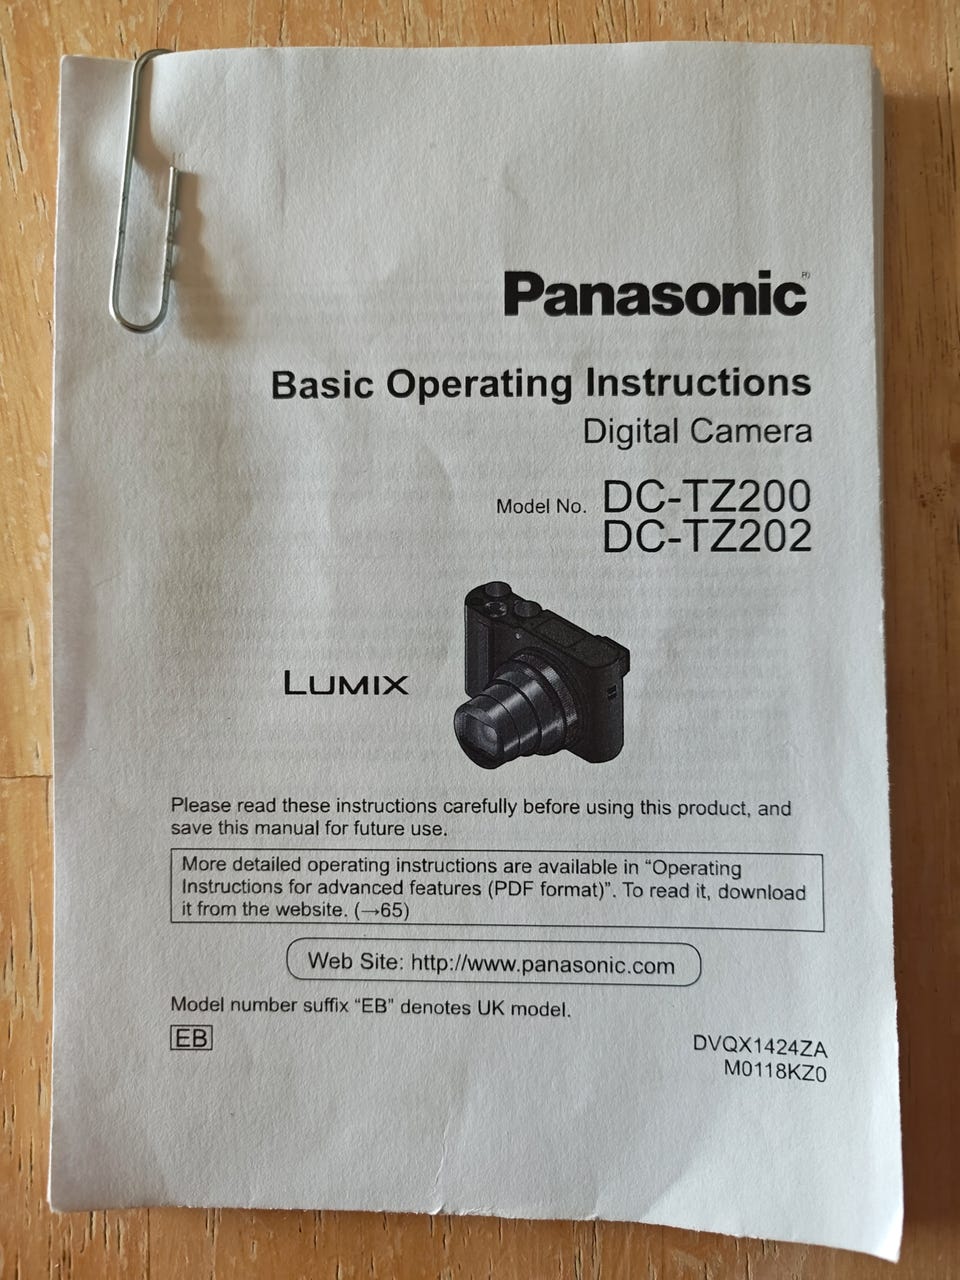 Panasonic
Basic Operating Instructions
Digital Camera
Model No. DC-TZ200
DC-TZ202
LUMIX
Please read these instructions carefully before using this product, and
save this manual for future use.
More detailed operating instructions are available in “Operating
Instructions for advanced features (PDF format)”. To read it, download
it from the website. (→65)
Web Site: http://www.panasonic.com
Model number suffix “EB” denotes UK model.
EB
DVQX1424ZA
M0118KZ0